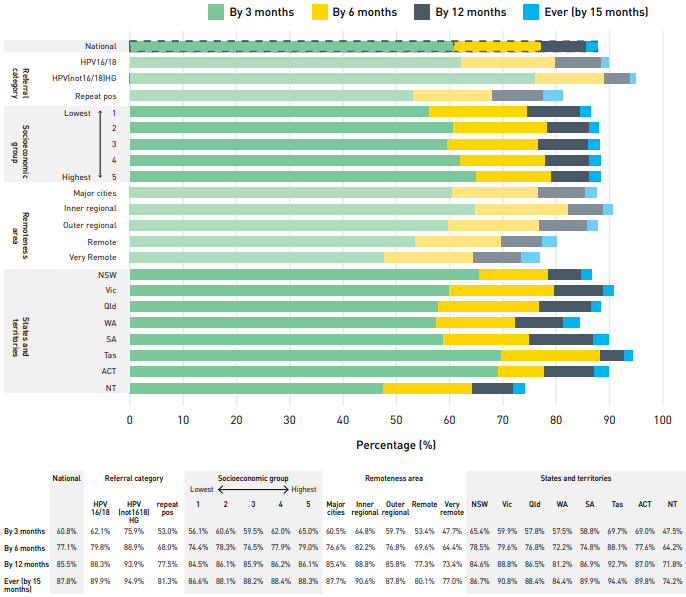 By 3 months By 6 months By 12 months Ever (by 15 months)
National
Referral category
HPV16/18
HPV(not16/18)HG
Repeat pos
Socioeconomic group
Lowest 1
2
3
4
Highest 5
Remoteness area
Major cities
Inner regional
Outer regional
Remote
Very Remote
States and territories
NSW
Vic
Qld
WA
SA
Tas
ACT
NT
0 10 20 30 40 50 60 70 80 90 100
Percentage (%)
National Referral category Socioeconomic group Remoteness area States and territories
Lowest Highest
HPV 16/18 HPV (not1618) HG repeat pos 1 2 3 4 5 Major cities Inner regional Outer regional Remote Very remote NSW Vic Qld WA SA Tas ACT NT
By 3 months 60.8% 62.1% 75.9% 53.0% 56.1% 60.6% 59.5% 62.0% 65.0% 60.5% 64.8% 59.7% 53.4% 47.7% 65.4% 59.9% 57.8% 57.5% 58.8% 69.7% 69.0% 47.5%
By 6 months 77.1% 79.8% 88.9% 68.0% 74.4% 78.3% 76.5% 77.9% 79.0% 76.6% 82.2% 76.8% 69.6% 64.4% 78.5% 79.6% 76.8% 72.2% 74.8% 88.1% 77.6% 64.2%
By 12 months 85.5% 88.3% 93.9% 77.5% 84.5% 86.1% 85.9% 86.2% 86.1% 85.4% 88.8% 85.8% 77.3% 73.4% 84.6% 88.8% 86.5% 81.2% 86.9% 92.7% 87.0% 71.8%
Ever (by 15 months) 87.8% 89.9% 94.9% 81.3% 86.6% 88.1% 88.2% 88.4% 88.3% 87.7% 90.6% 87.8% 80.1% 77.0% 86.7% 90.8% 88.4% 84.4% 89.9% 94.4% 89.8% 74.2%